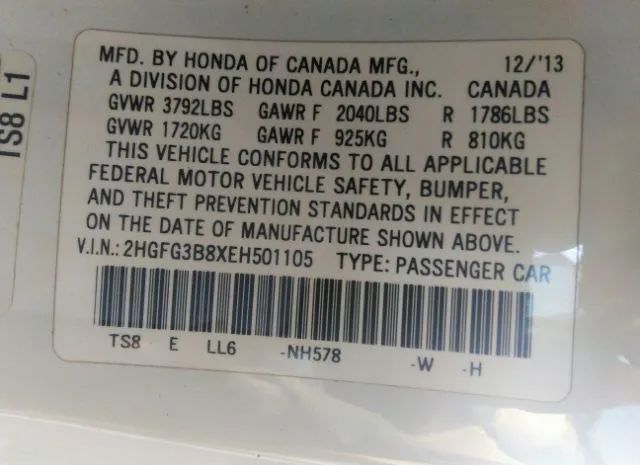 TS8 L1
MFD. BY HONDA OF CANADA MFG., 12/'13
A DIVISION OF HONDA CANADA INC. CANADA
GVWR 3792LBS GAWR F 2040LBS R 1786LBS
GVWR 1720KG GAWR F 925KG R 810KG
THIS VEHICLE CONFORMS TO ALL APPLICABLE
FEDERAL MOTOR VEHICLE SAFETY, BUMPER,
AND THEFT PREVENTION STANDARDS IN EFFECT
ON THE DATE OF MANUFACTURE SHOWN ABOVE.
V.I.N.: 2HGFG3B8XEH501105 TYPE: PASSENGER CAR
TS8 E LL6 -NH578 -W -H